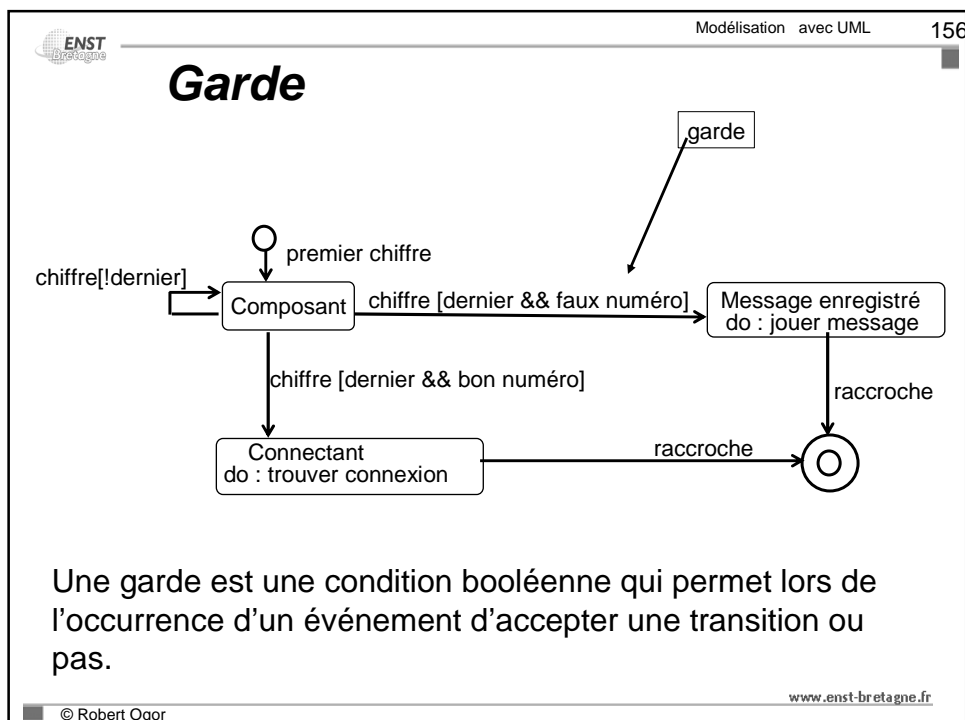 Modélisation avec UML
156
ENST
Bretagne
Garde
garde
premier chiffre
chiffre[!dernier]
Composant
chiffre [dernier && faux numéro]
Message enregistré
do : jouer message
chiffre [dernier && bon numéro]
raccroche
Connectant
do : trouver connexion
raccroche
Une garde est une condition booléenne qui permet lors de
l’occurrence d’un événement d’accepter une transition ou
pas.
www.enst-bretagne.fr
© Robert Ogor